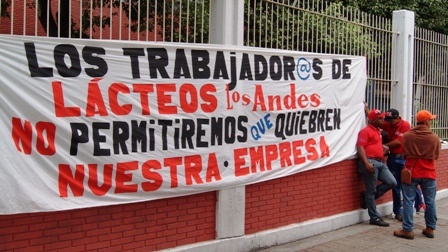 LOS TRABAJADOR@S DE
LÁCTEOS los Andes
NO PERMITIREMOS QUE QUIEBREN
NUESTRA • EMPRESA